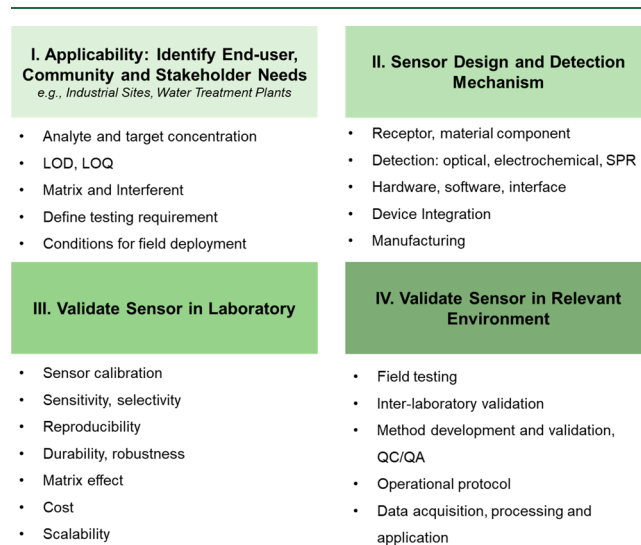 I. Applicability: Identify End-user,
Community and Stakeholder Needs
e.g., Industrial Sites, Water Treatment Plants
• Analyte and target concentration
• LOD, LOQ
• Matrix and Interferent
• Define testing requirement
• Conditions for field deployment
II. Sensor Design and Detection
Mechanism
• Receptor, material component
• Detection: optical, electrochemical, SPR
• Hardware, software, interface
• Device Integration
• Manufacturing
III. Validate Sensor in Laboratory
• Sensor calibration
• Sensitivity, selectivity
• Reproducibility
• Durability, robustness
• Matrix effect
• Cost
• Scalability
IV. Validate Sensor in Relevant
Environment
• Field testing
• Inter-laboratory validation
• Method development and validation,
QC/QA
• Operational protocol
• Data acquisition, processing and
application